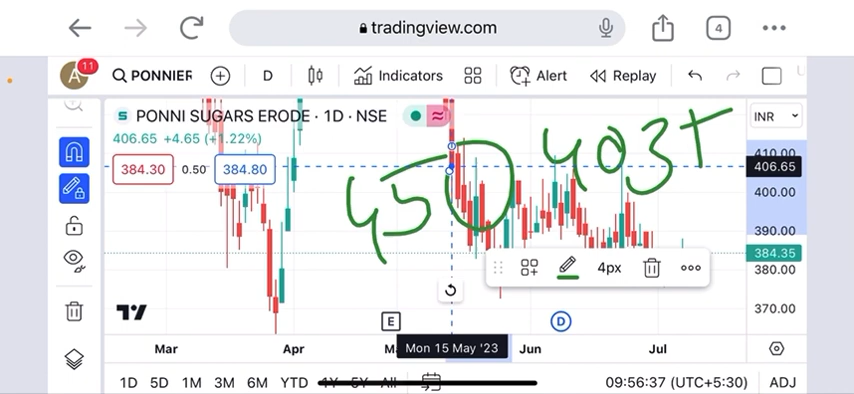 tradingview.com
4
A
11
PONNIER
D
Indicators
Alert
Replay
PONNI SUGARS ERODE · 1D · NSE
INR
406.65 +4.65 (+1.22%)
384.30
0.50
384.80
410.00
406.65
400.00
390.00
384.35
380.00
370.00
45
403+
4px
E
D
Mar
Apr
Mon 15 May '23
Jun
Jul
1D
5D
1M
3M
6M
YTD
1Y
5Y
All
09:56:37 (UTC+5:30)
ADJ